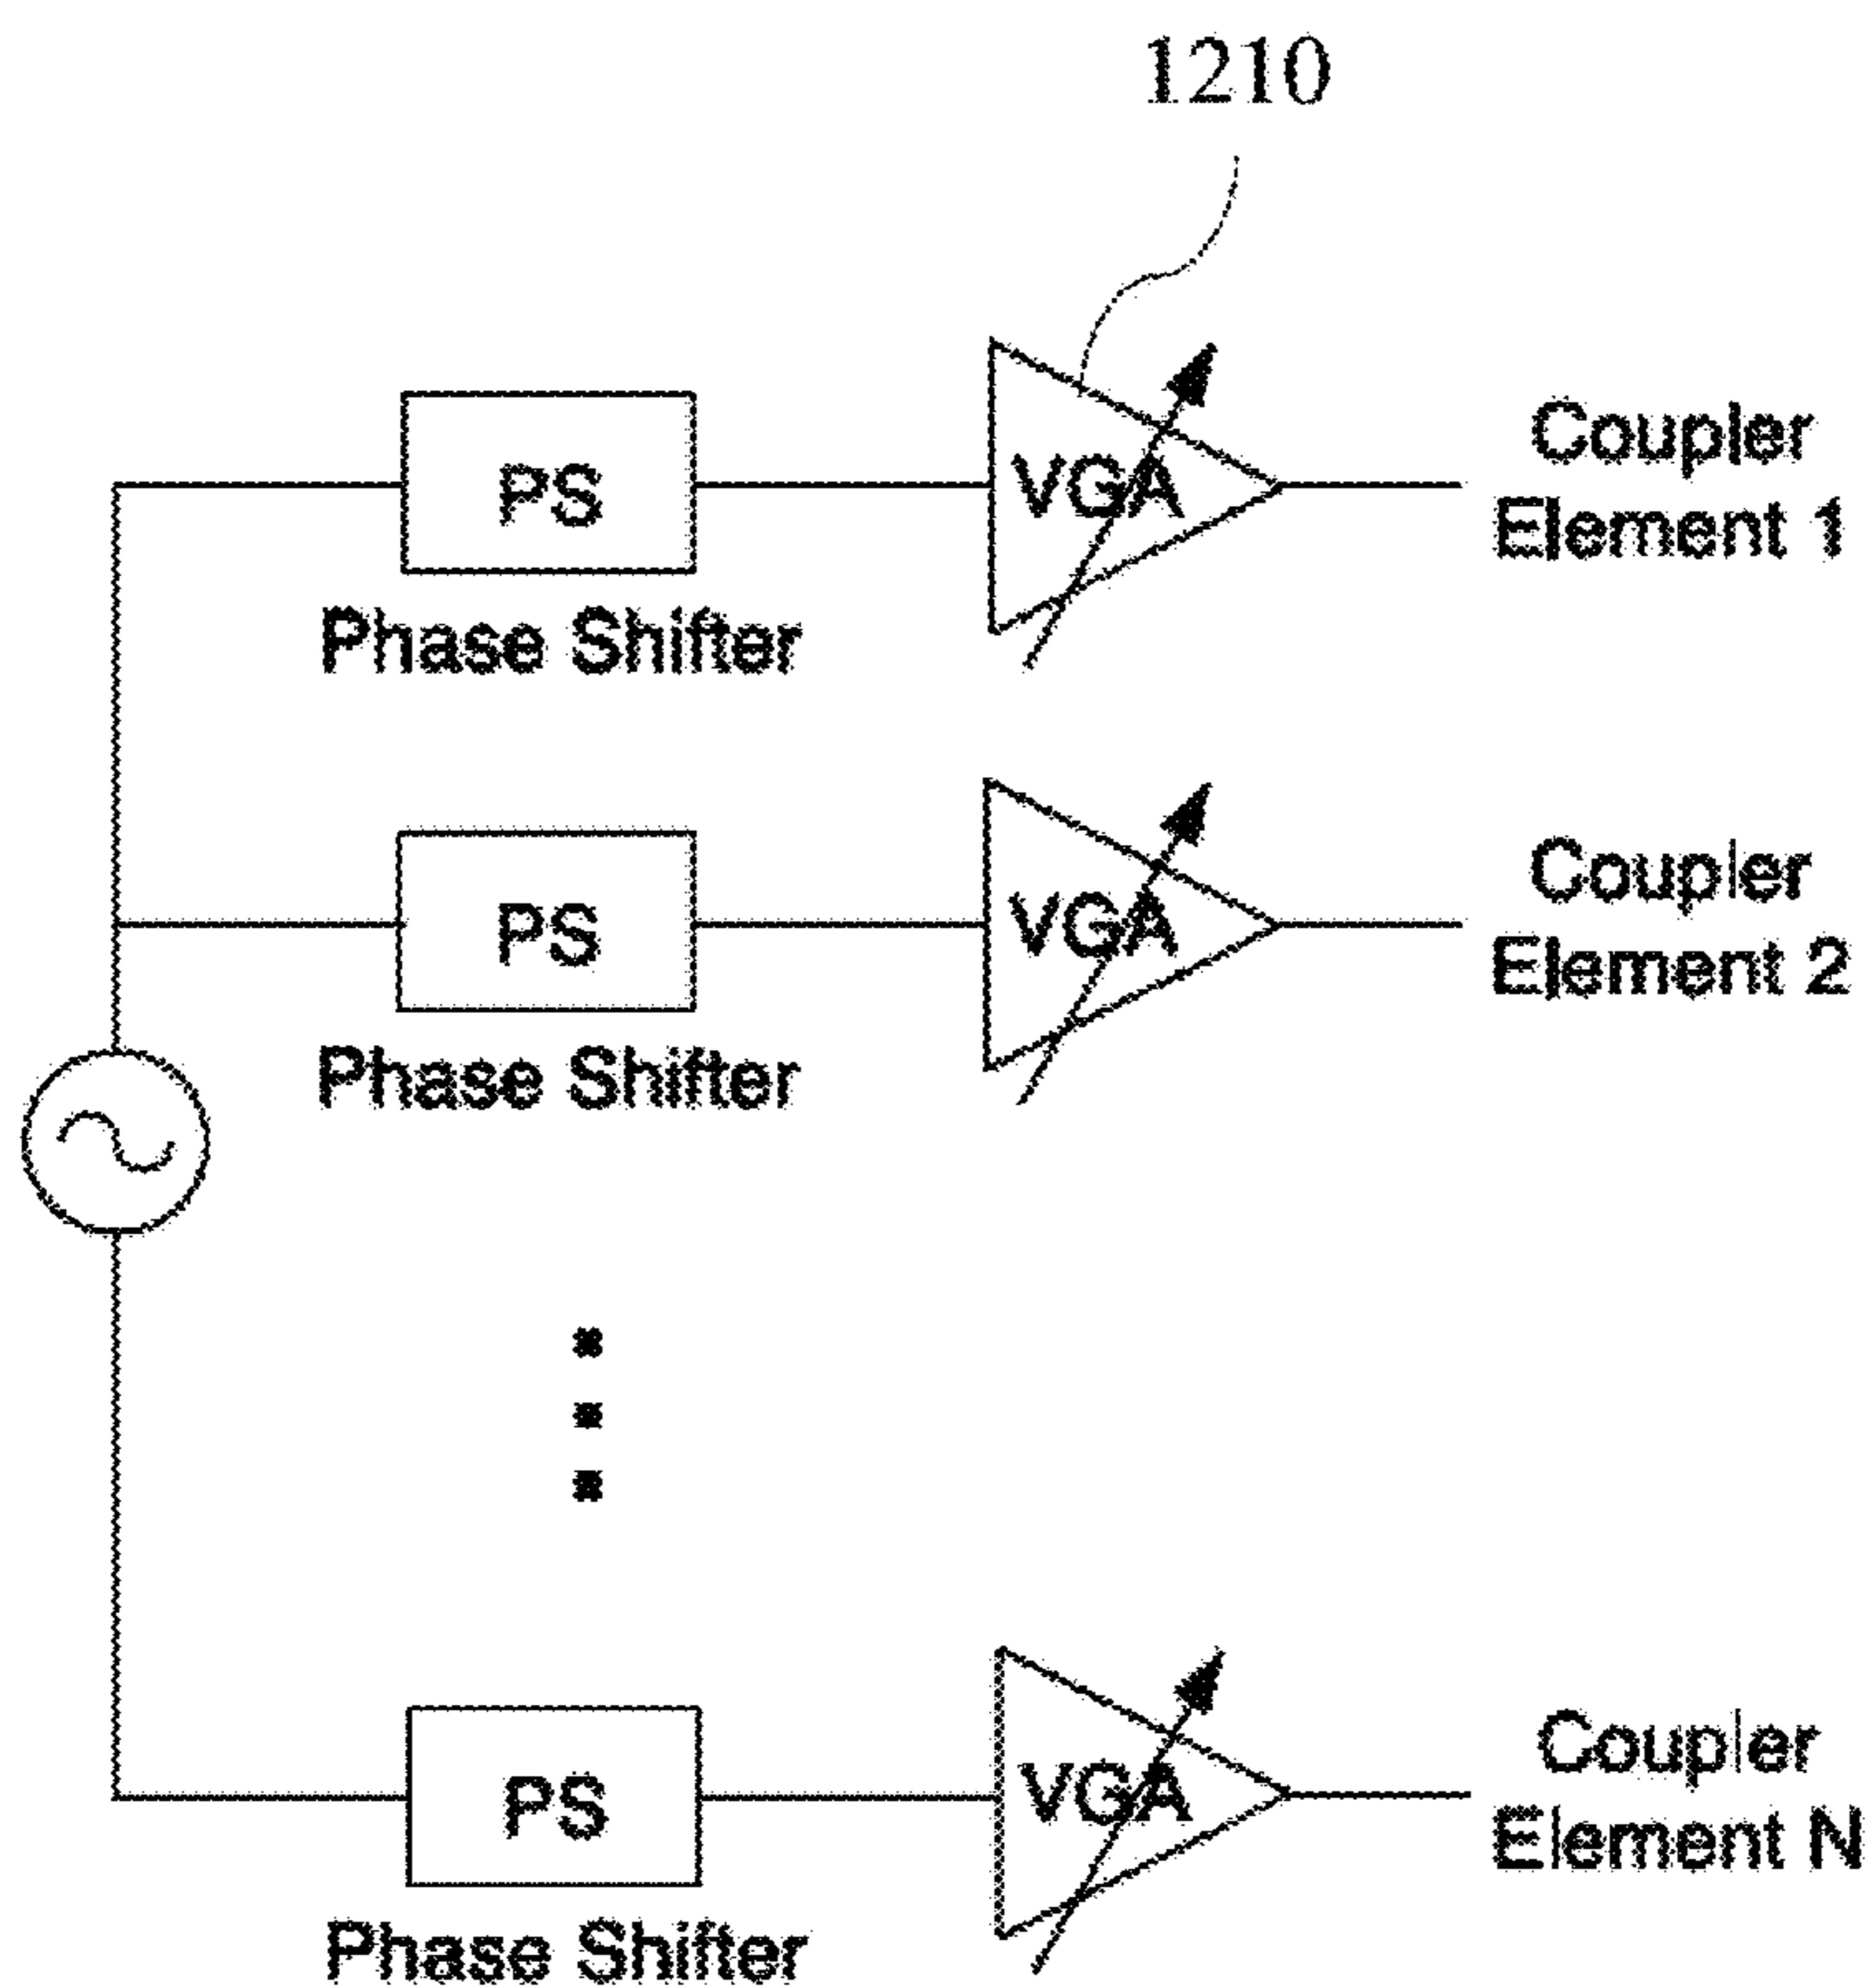 1210
PS
VGA
Coupler
Element 1
Phase Shifter
PS
VGA
Coupler
Element 2
Phase Shifter
PS
VGA
Coupler
Element N
Phase Shifter